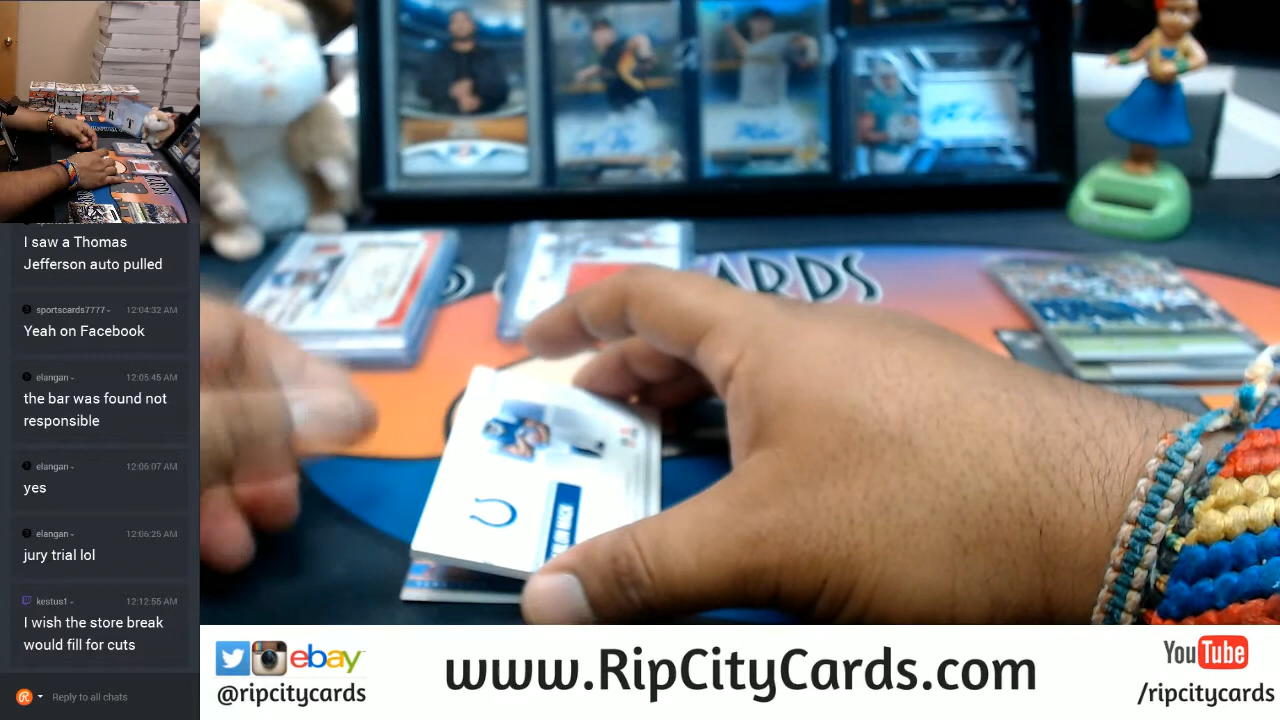 I saw a Thomas
Jefferson auto pulled
sportscards7777 12:04:32 AM
Yeah on Facebook
elangan 12:05:45 AM
the bar was found not
responsible
elangan 12:06:07 AM
yes
elangan 12:06:25 AM
jury trial lol
kestus1 12:12:55 AM
I wish the store break
would fill for cuts
Reply to all chats
CARDS
ebay
@ripcitycards
www.RipCityCards.com
YouTube
/ripcitycards